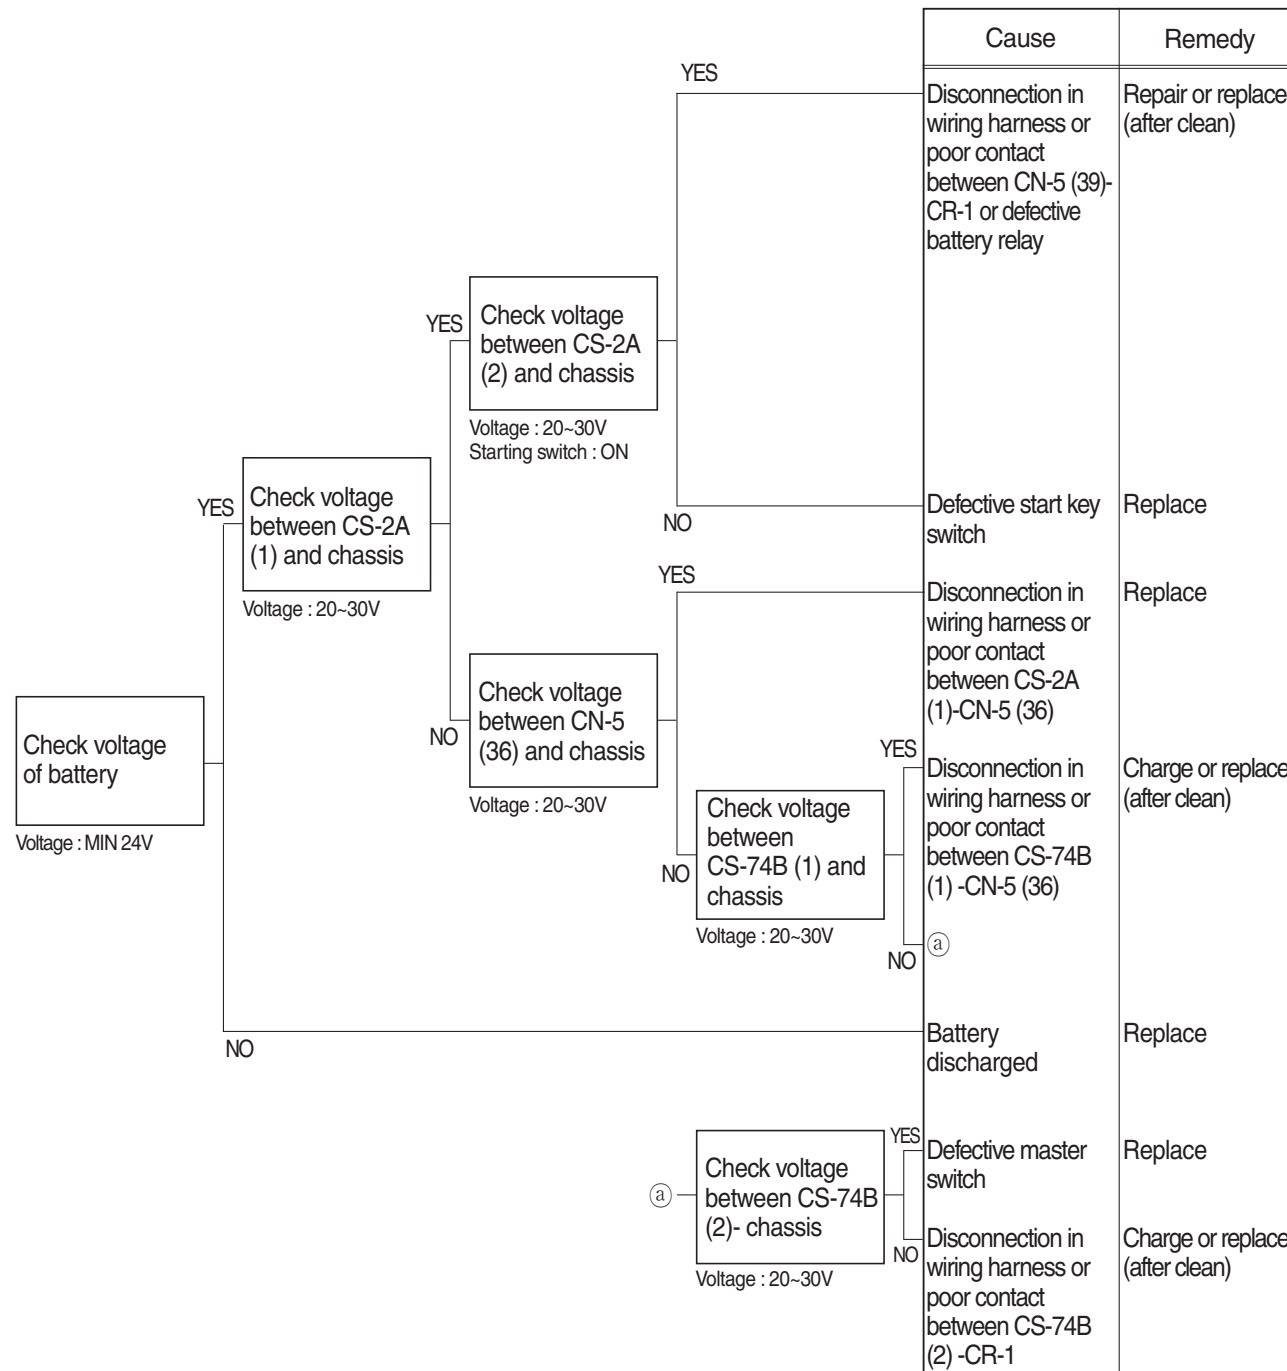 Cause
Remedy
YES
Disconnection in
wiring harness or
poor contact
between CN-5 (39)-
CR-1 or defective
battery relay
Repair or replace
(after clean)
YES
Check voltage
between CS-2A
(2) and chassis
Voltage : 20~30V
Starting switch : ON
YES
Check voltage
between CS-2A
(1) and chassis
Voltage : 20~30V
NO
Defective start key
switch
Replace
YES
Disconnection in
wiring harness or
poor contact
between CS-2A
(1)-CN-5 (36)
Replace
NO
Check voltage
between CN-5
(36) and chassis
Voltage : 20~30V
Check voltage
of battery
Voltage : MIN 24V
YES
Disconnection in
wiring harness or
poor contact
between CS-74B
(1) -CN-5 (36)
Charge or replace
(after clean)
NO
Check voltage
between
CS-74B (1) and
chassis
Voltage : 20~30V
NO
ⓐ
NO
Battery
discharged
Replace
ⓐ
Check voltage
between CS-74B
(2)- chassis
Voltage : 20~30V
YES
Defective master
switch
Replace
NO
Disconnection in
wiring harness or
poor contact
between CS-74B
(2) -CR-1
Charge or replace
(after clean)